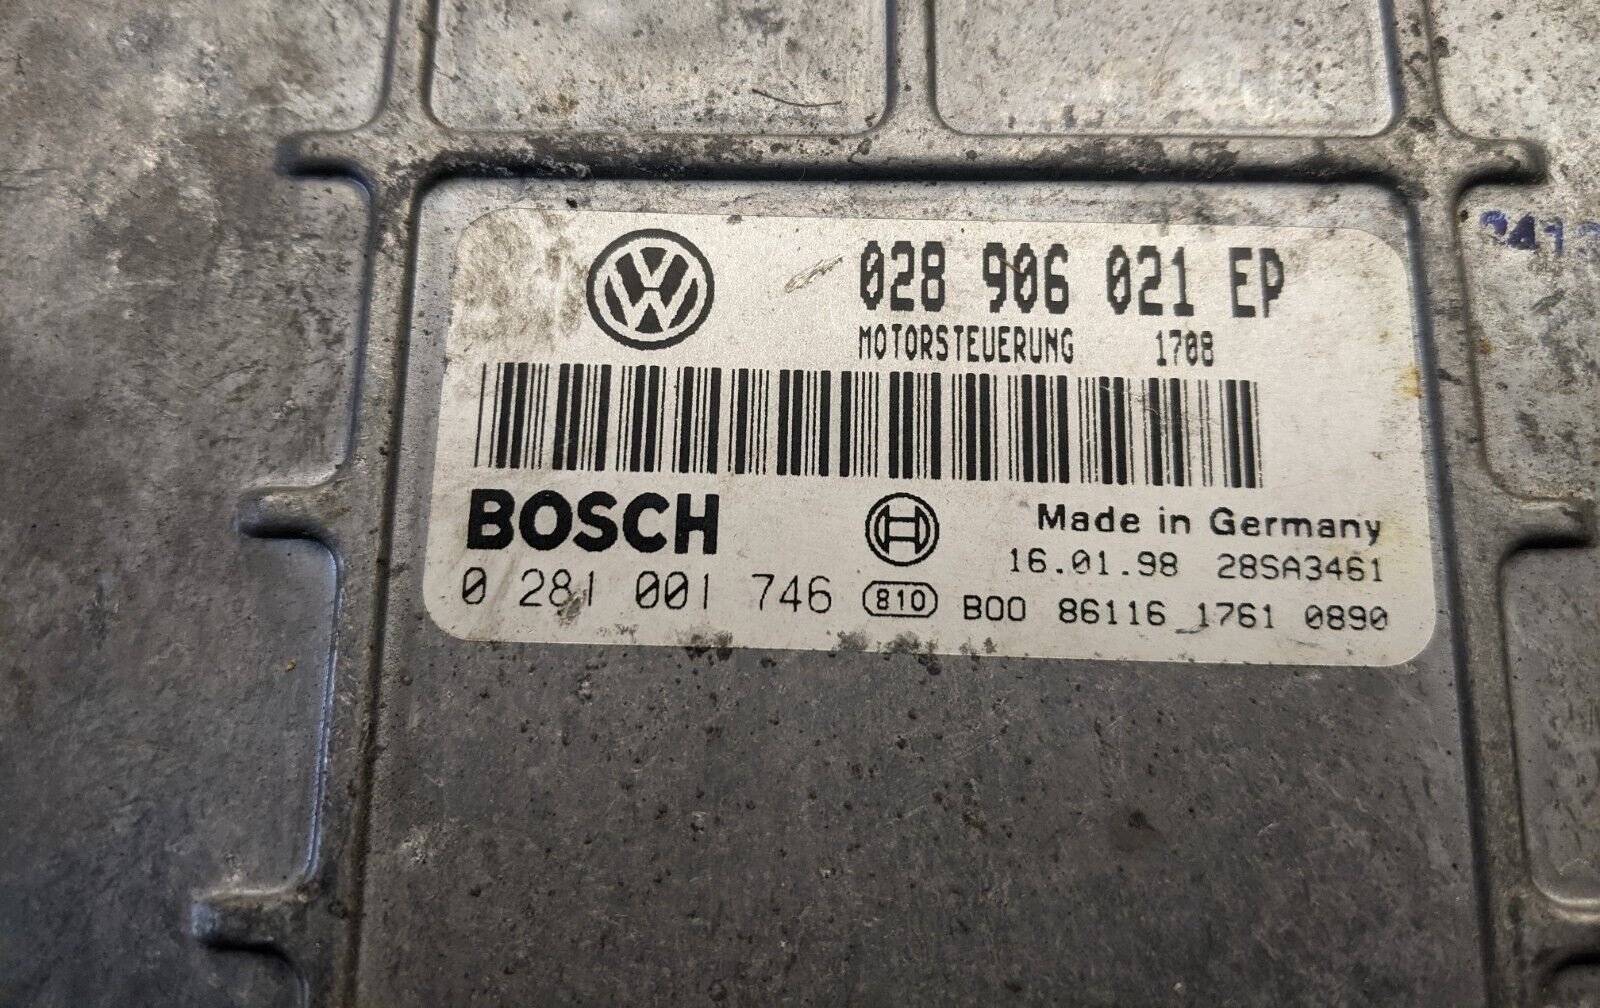 028 906 021 EP
MOTORSTEUERUNG 1708
BOSCH
Made in Germany
16.01.98 28SA3461
0 281 001 746 810 B00 86116 1761 0890